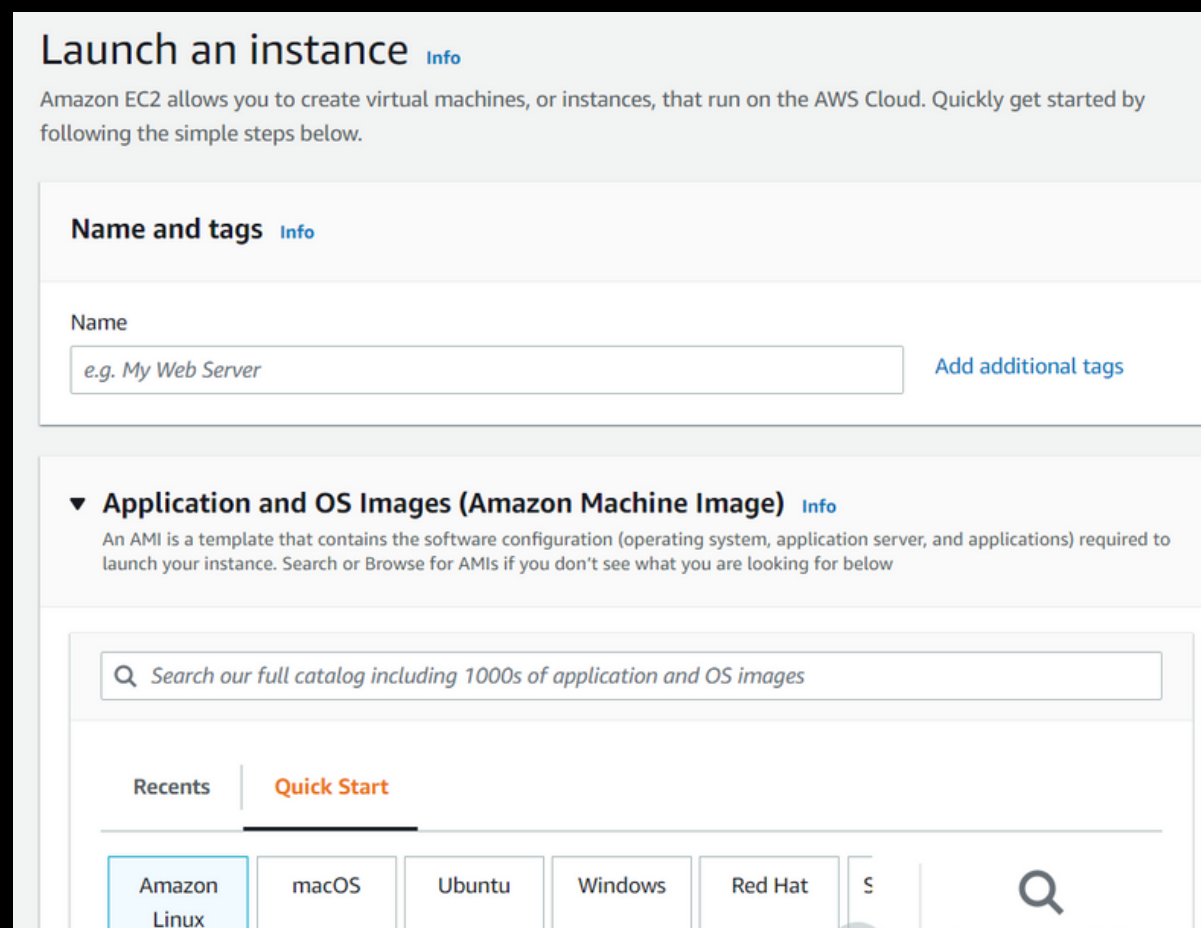 Launch an instance Info
Amazon EC2 allows you to create virtual machines, or instances, that run on the AWS Cloud. Quickly get started by
following the simple steps below.
Name and tags Info
Name
e.g. My Web Server
Add additional tags
Application and OS Images (Amazon Machine Image) Info
An AMI is a template that contains the software configuration (operating system, application server, and applications) required to
launch your instance. Search or Browse for AMIs if you don't see what you are looking for below
Search our full catalog including 1000s of application and OS images
Recents
Quick Start
Amazon
Linux
macOS
Ubuntu
Windows
Red Hat
S